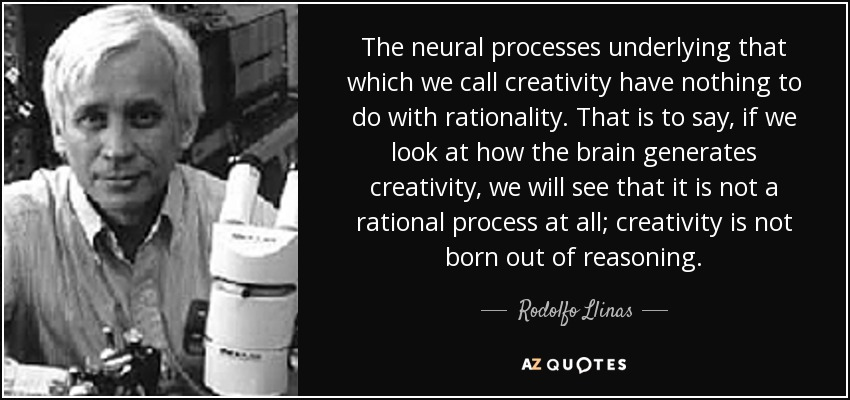 The neural processes underlying that
which we call creativity have nothing to
do with rationality. That is to say, if we
look at how the brain generates
creativity, we will see that it is not a
rational process at all; creativity is not
born out of reasoning.
Rodolfo Llinas
AZ QUOTES